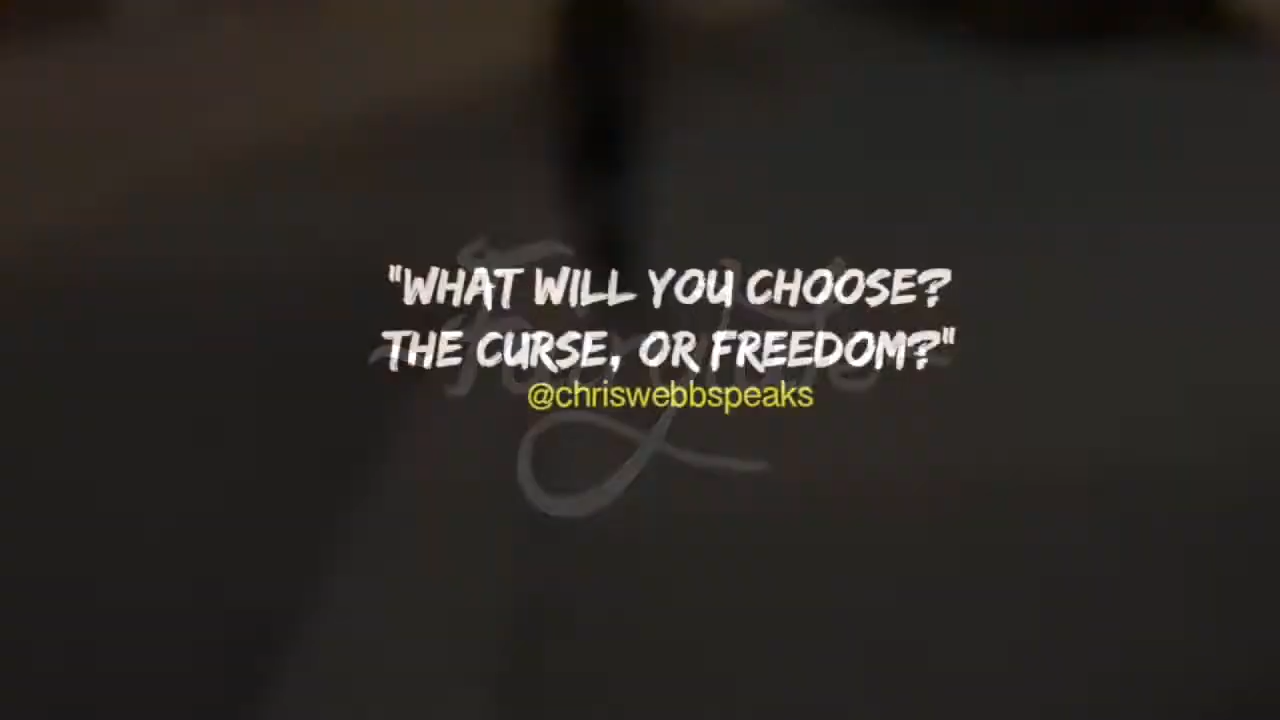 "WHAT WILL YOU CHOOSE?
THE CURSE, OR FREEDOM?"
@chriswebbspeaks